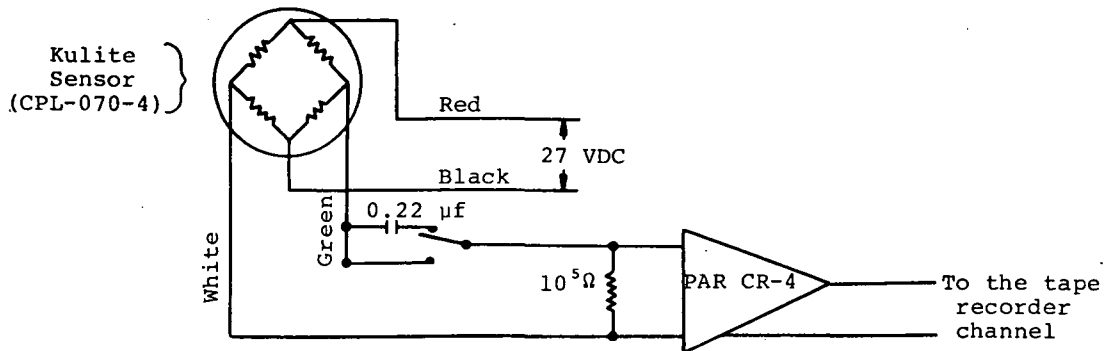 Kulite
Sensor
(CPL-070-4)
Red
27 VDC
Black
0.22 µf
Green
White
10⁵Ω
PAR CR-4
To the tape
recorder
channel